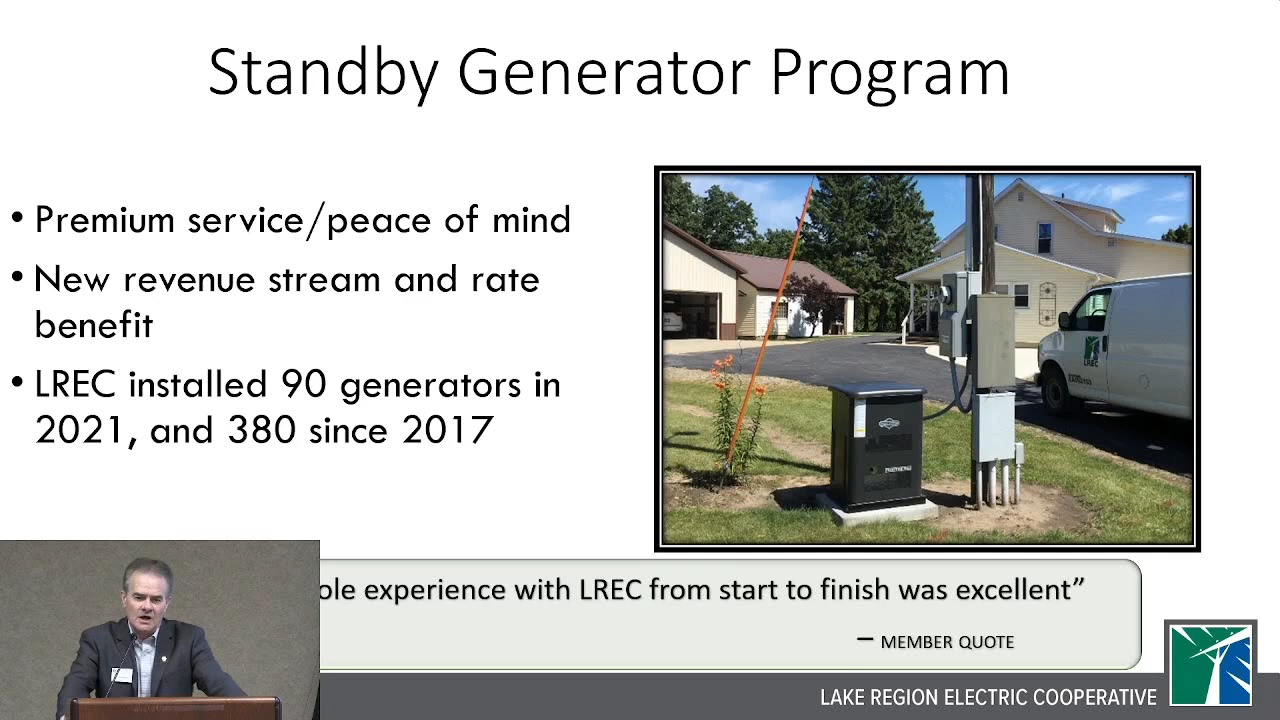 Standby Generator Program
• Premium service/peace of mind
• New revenue stream and rate
benefit
• LREC installed 90 generators in
2021, and 380 since 2017
LREC
experience with LREC from start to finish was excellent”
– MEMBER QUOTE
LAKE REGION ELECTRIC COOPERATIVE